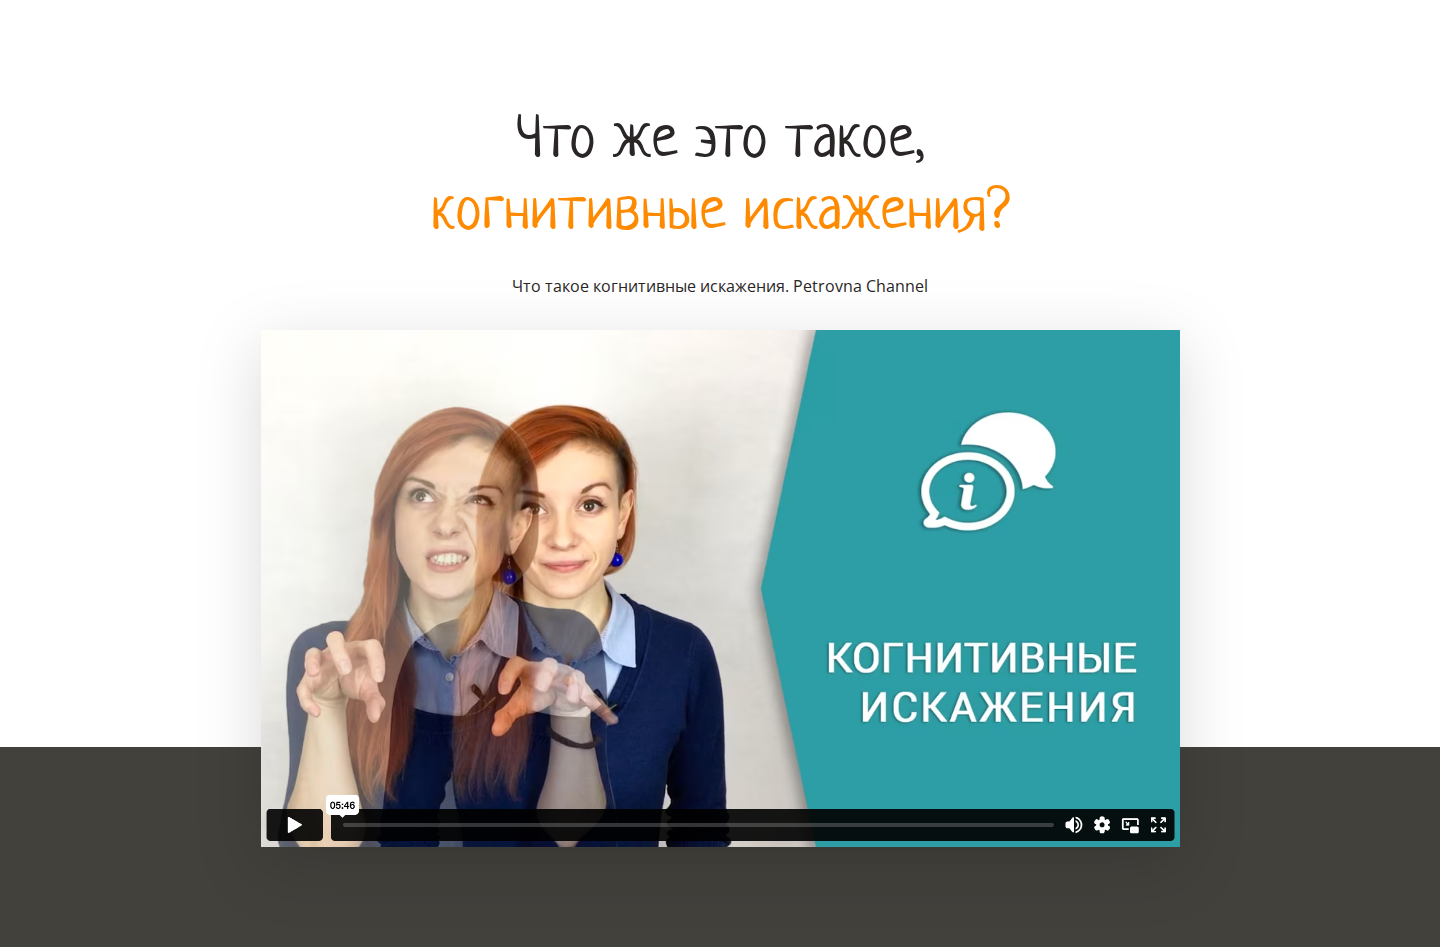 Что же это такое,
когнитивные искажения?
Что такое когнитивные искажения. Petrovna Channel
i
КОГНИТИВНЫЕ
ИСКАЖЕНИЯ
05:46